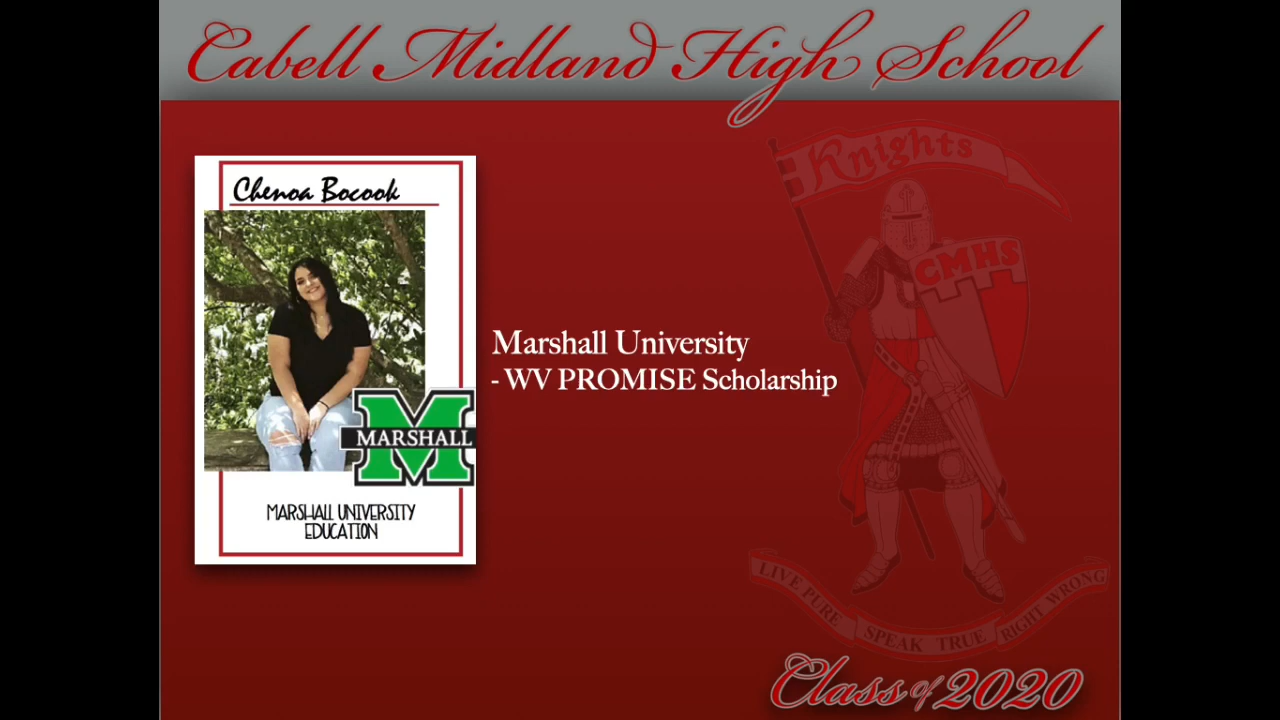 Cabell Midland High School
Knights
CMHS
Chenoa Bocook
Marshall University
- WV PROMISE Scholarship
MARSHALL
MARSHALL UNIVERSITY
EDUCATION
LIVE PURE SPEAK TRUE RIGHT WRONG
Class of 2020